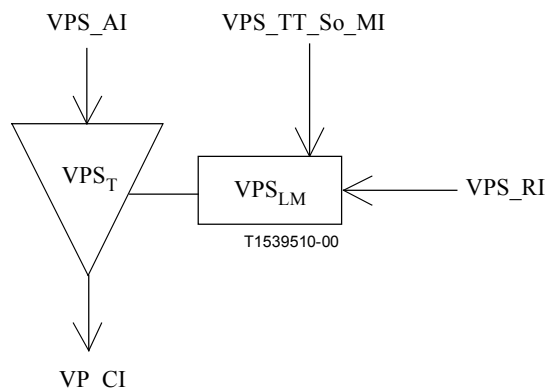 VPS_AI
VPS_TT_So_MI
VPS_T
VPS_LM
VPS_RI
T1539510-00
VP_CI